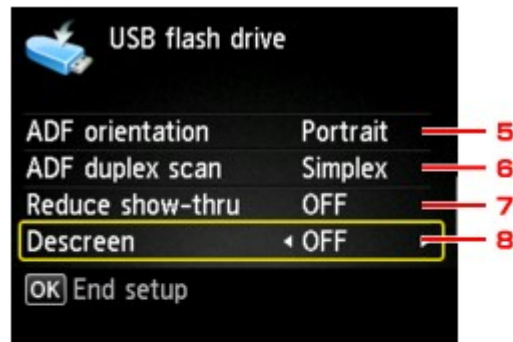 USB flash drive
ADF orientation Portrait 5
ADF duplex scan Simplex 6
Reduce show-thru OFF 7
Descreen OFF 8
OK End setup